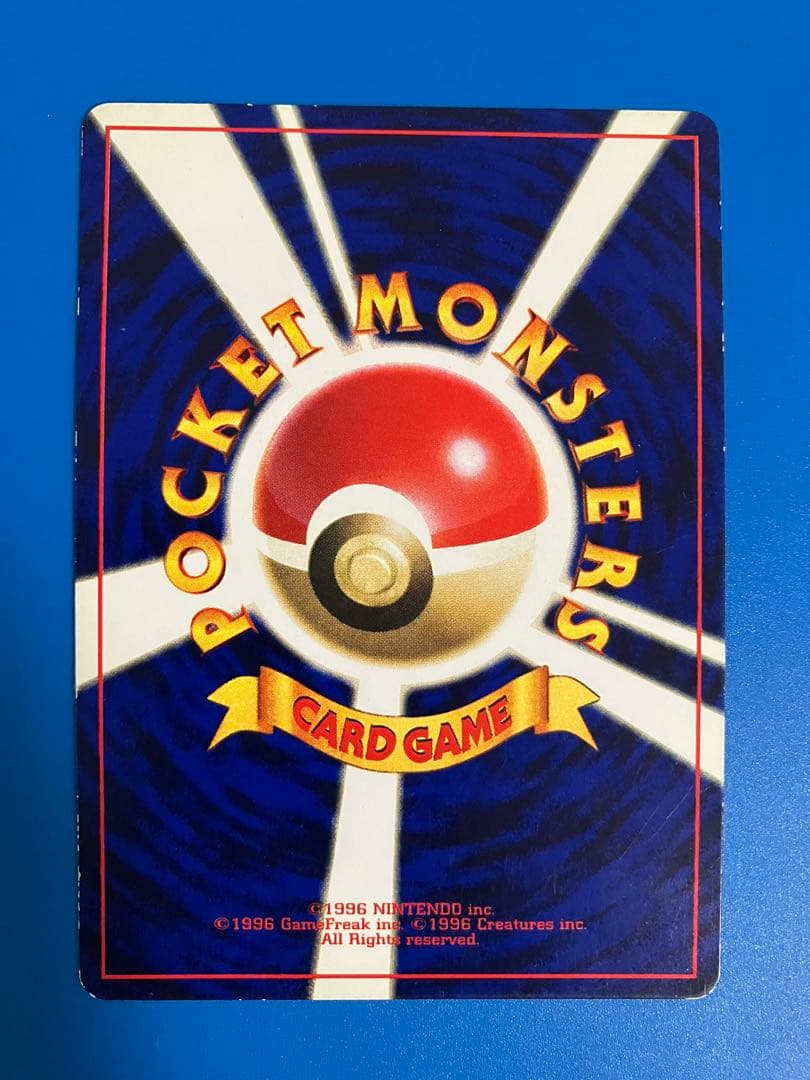 POCKET MONSTERS
CARD GAME
©1996 NINTENDO inc.
©1996 GameFreak inc. ©1996 Creatures inc.
All Rights reserved.